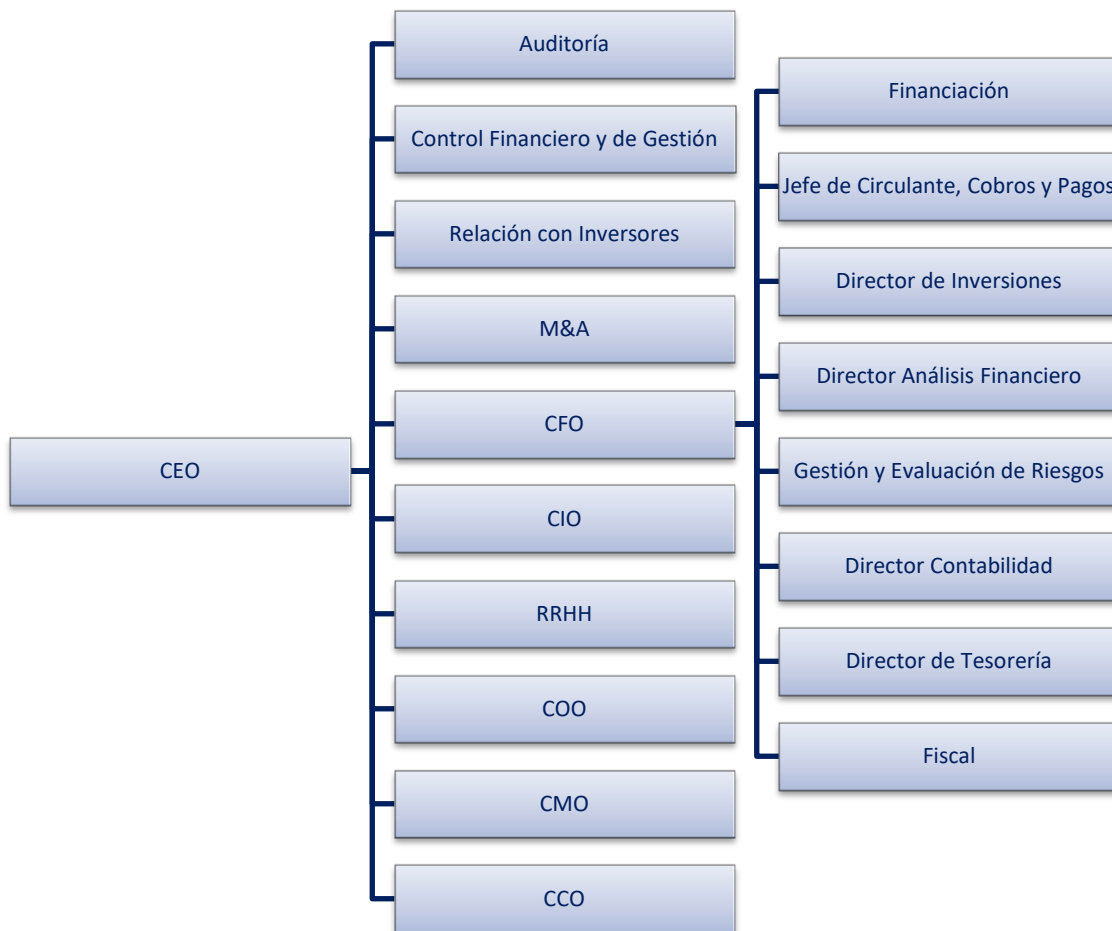 CEO
Auditoría
Control Financiero y de Gestión
Relación con Inversores
M&A
CFO
CIO
RRHH
COO
CMO
CCO
Financiación
Jefe de Circulante, Cobros y Pagos
Director de Inversiones
Director Análisis Financiero
Gestión y Evaluación de Riesgos
Director Contabilidad
Director de Tesorería
Fiscal